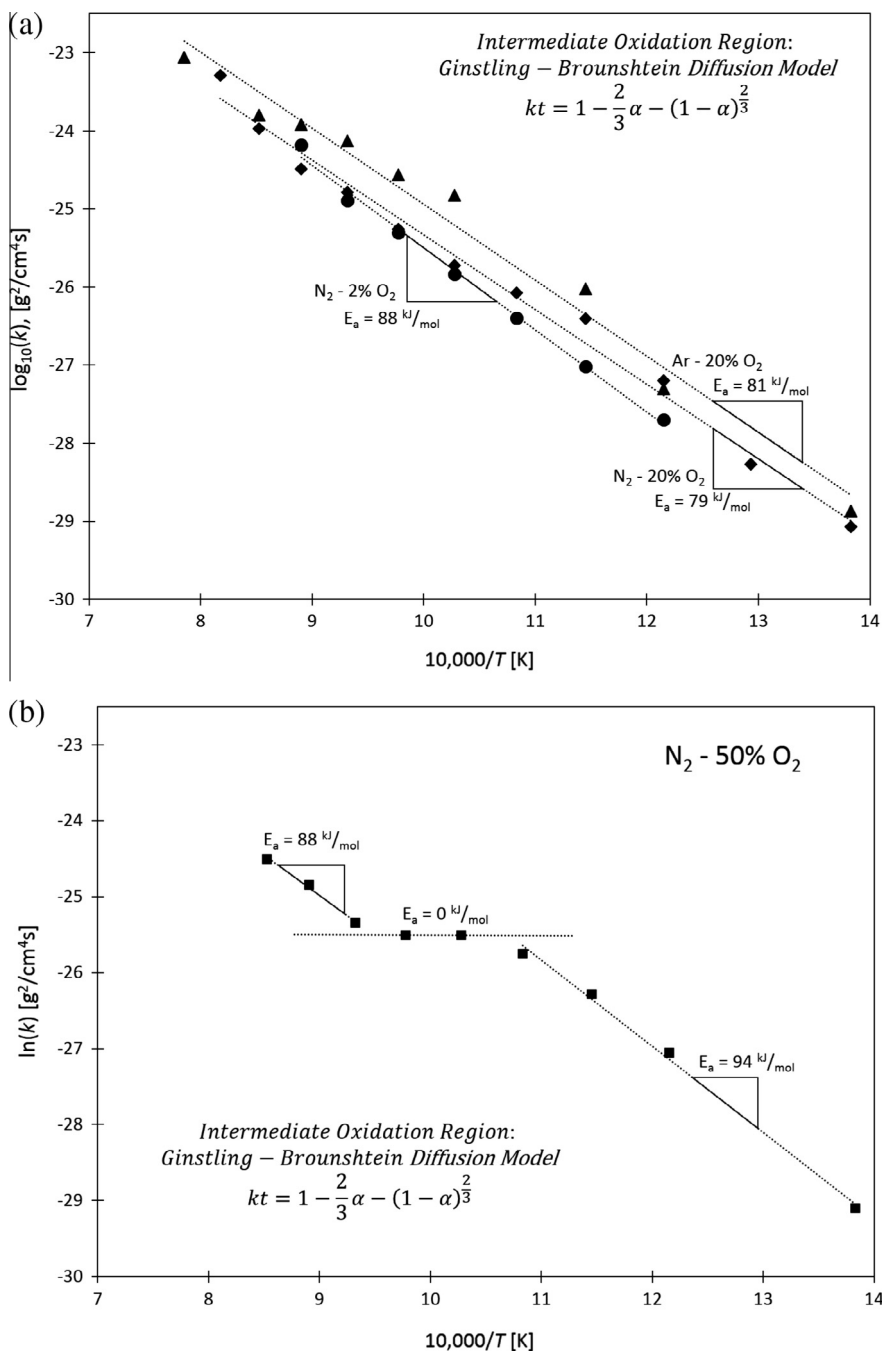 (a)
Intermediate Oxidation Region:
Ginstling − Brounshtein Diffusion Model
kt = 1 − 2/3 α − (1 − α)^(2/3)
-23
-24
-25
-26
-27
-28
-29
-30
log₁₀(k), [g²/cm⁴s]
N₂ - 2% O₂
Eₐ = 88 kJ/mol
Ar - 20% O₂
Eₐ = 81 kJ/mol
N₂ - 20% O₂
Eₐ = 79 kJ/mol
7 8 9 10 11 12 13 14
10,000/T [K]
(b)
N₂ - 50% O₂
-23
-24
-25
-26
-27
-28
-29
-30
ln(k) [g²/cm⁴s]
Eₐ = 88 kJ/mol
Eₐ = 0 kJ/mol
Eₐ = 94 kJ/mol
Intermediate Oxidation Region:
Ginstling − Brounshtein Diffusion Model
kt = 1 − 2/3 α − (1 − α)^(2/3)
7 8 9 10 11 12 13 14
10,000/T [K]